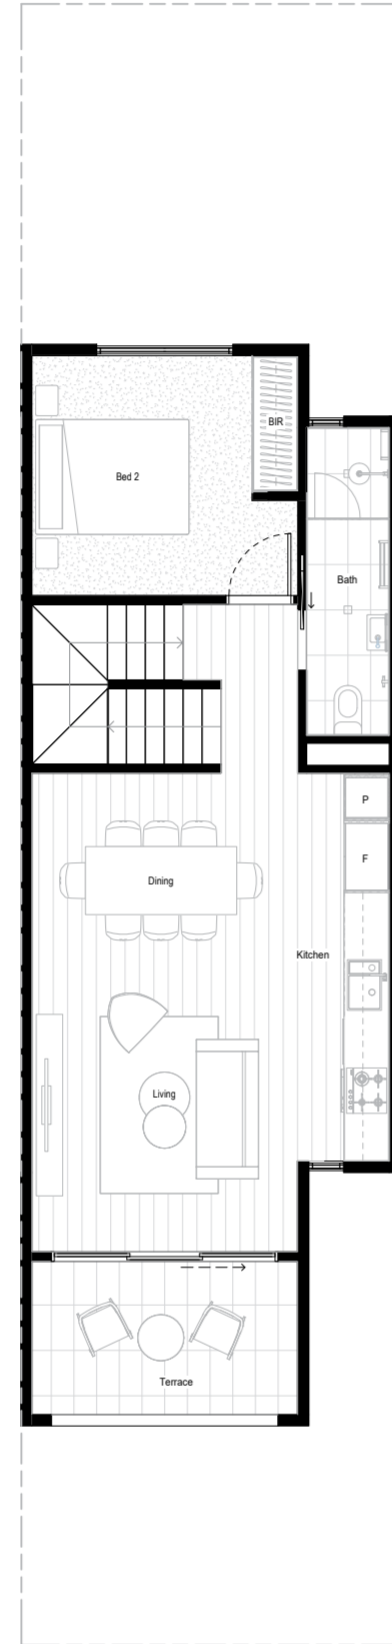 BIR
Bed 2
Bath
P
F
Dining
Kitchen
Living
Terrace